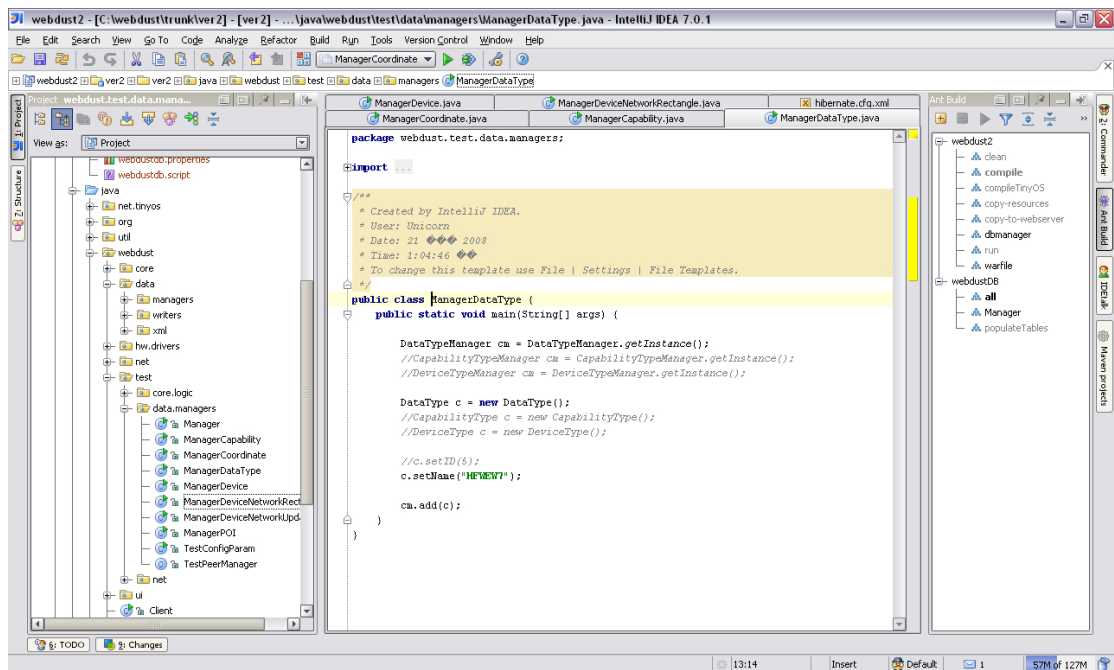 webdust2 - [C:\webdust\trunk\ver2] - [ver2] - ...\java\webdust\test\data\managers\ManagerDataType.java - IntelliJ IDEA 7.0.1
File Edit Search View Go To Code Analyze Refactor Build Run Tools Version Control Window Help
ManagerCoordinate
webdust2 ver2 ver2 java webdust test data managers ManagerDataType
Project webdust.test.data.mana...
View as: Project
webdustdb.properties
webdustdb.script
java
net.tinyos
org
util
webdust
core
data
managers
writers
xml
hw.drivers
net
test
core.logic
data.managers
Manager
ManagerCapability
ManagerCoordinate
ManagerDataType
ManagerDevice
ManagerDeviceNetworkRect
ManagerDeviceNetworkUpd
ManagerPOI
TestConfigParam
TestPeerManager
net
ui
Client
1: Project
7: Structure
ManagerDevice.java ManagerDeviceNetworkRectangle.java hibernate.cfg.xml
ManagerCoordinate.java ManagerCapability.java ManagerDataType.java
package webdust.test.data.managers;
import ...
/**
* Created by IntelliJ IDEA.
* User: Unicorn
* Date: 21 ��� 2008
* Time: 1:04:46 ��
* To change this template use File | Settings | File Templates.
*/
public class ManagerDataType {
public static void main(String[] args) {
DataTypeManager cm = DataTypeManager.getInstance();
//CapabilityTypeManager cm = CapabilityTypeManager.getInstance();
//DeviceTypeManager cm = DeviceTypeManager.getInstance();
DataType c = new DataType();
//CapabilityType c = new CapabilityType();
//DeviceType c = new DeviceType();
//c.setID(5);
c.setName("HFWEW7");
cm.add(c);
}
}
Ant Build
webdust2
clean
compile
compileTinyOS
copy-resources
copy-to-webserver
dbmanager
run
warfile
webdustDB
all
Manager
populateTables
2: Commander
Ant Build
IDEtalk
Maven projects
6: TODO 9: Changes
13:14 Insert Default 1 57M of 127M